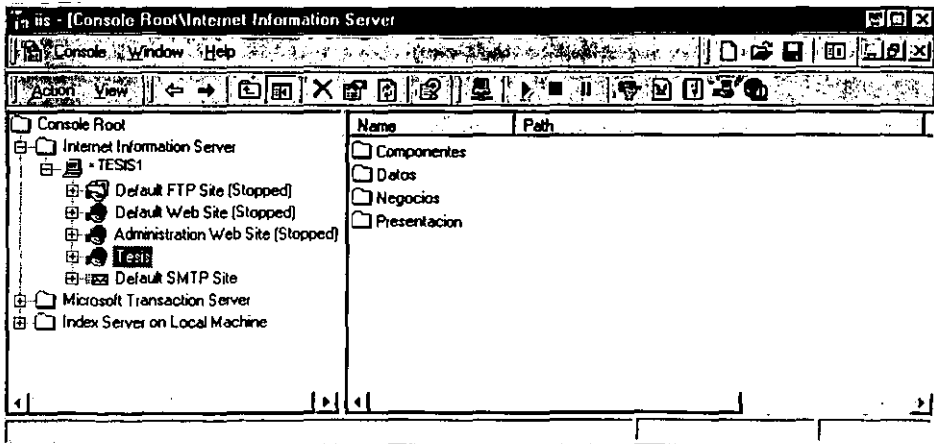 iis - [Console Root\Internet Information Server
Console Window Help
Action View
Console Root
Internet Information Server
* TESIS1
Default FTP Site (Stopped)
Default Web Site (Stopped)
Administration Web Site (Stopped)
Tesis
Default SMTP Site
Microsoft Transaction Server
Index Server on Local Machine
Name Path
Componentes
Datos
Negocios
Presentacion